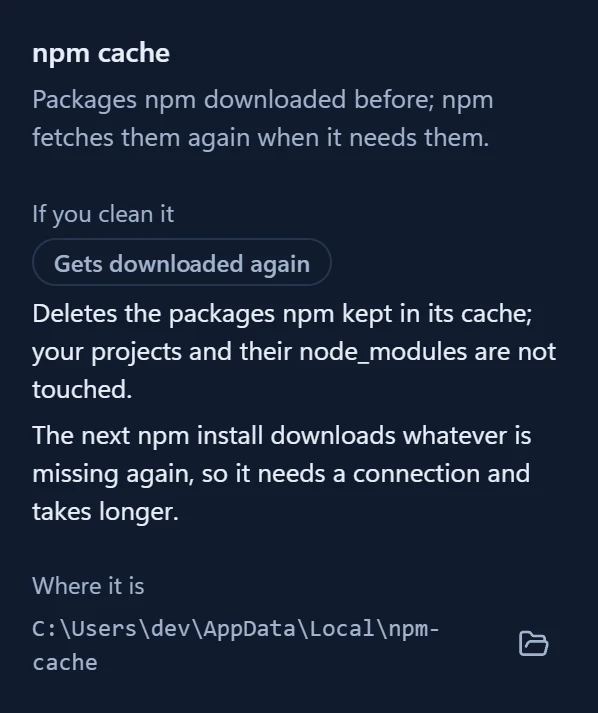 npm cache
Packages npm downloaded before; npm
fetches them again when it needs them.
If you clean it
Gets downloaded again
Deletes the packages npm kept in its cache;
your projects and their node_modules are not
touched.
The next npm install downloads whatever is
missing again, so it needs a connection and
takes longer.
Where it is
C:\Users\dev\AppData\Local\npm-
cache